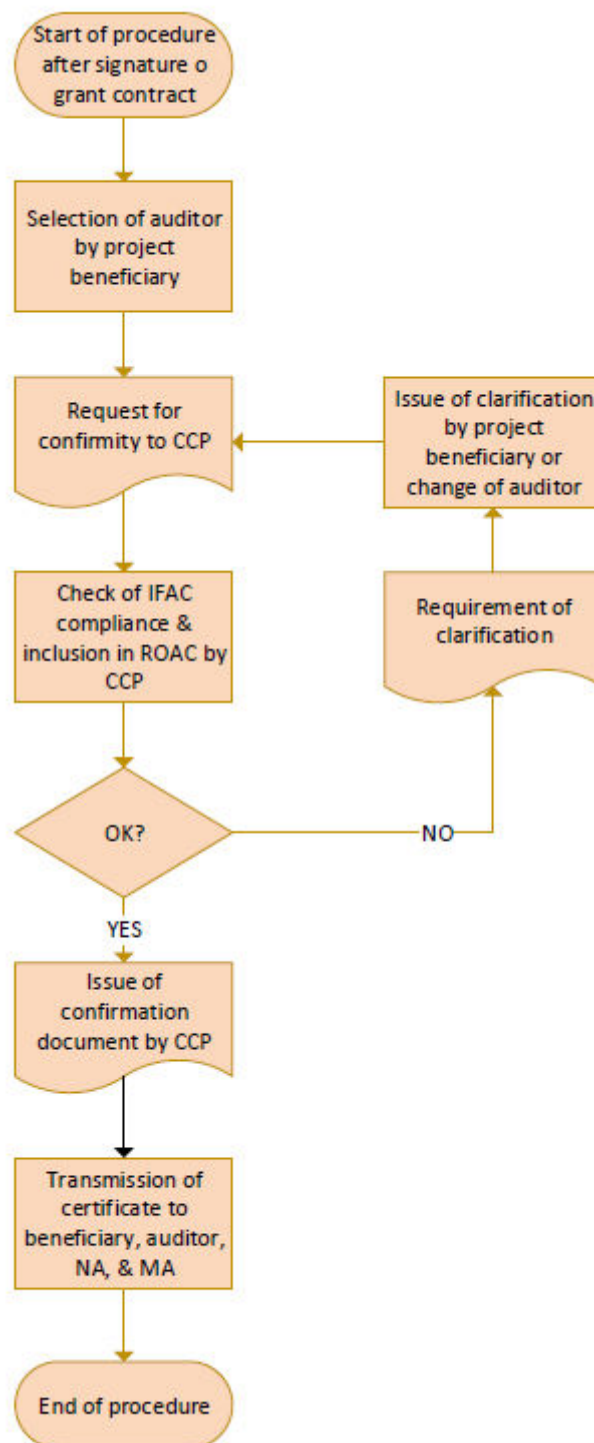 Start of procedure
after signature o
grant contract
Selection of auditor
by project
beneficiary
Request for
confirmity to CCP
Issue of clarification
by project
beneficiary or
change of auditor
Check of IFAC
compliance &
inclusion in ROAC by
CCP
Requirement of
clarification
OK?
NO
YES
Issue of
confirmation
document by CCP
Transmission of
certificate to
beneficiary, auditor,
NA, & MA
End of procedure